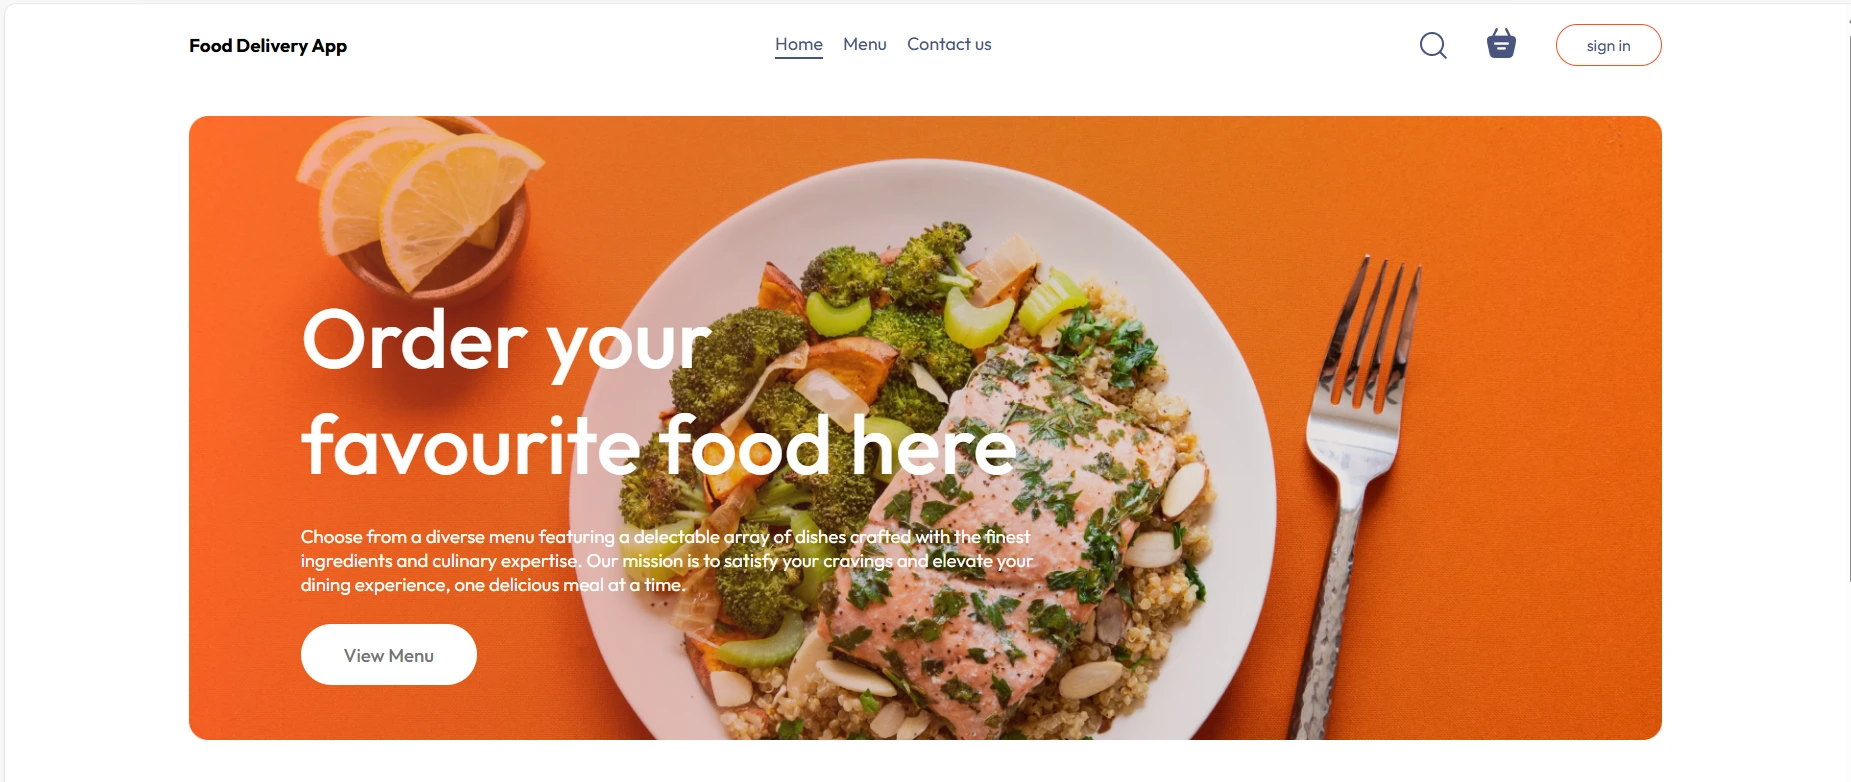 Food Delivery App
Home Menu Contact us
sign in
Order your
favourite food here
Choose from a diverse menu featuring a delectable array of dishes crafted with the finest
ingredients and culinary expertise. Our mission is to satisfy your cravings and elevate your
dining experience, one delicious meal at a time.
View Menu